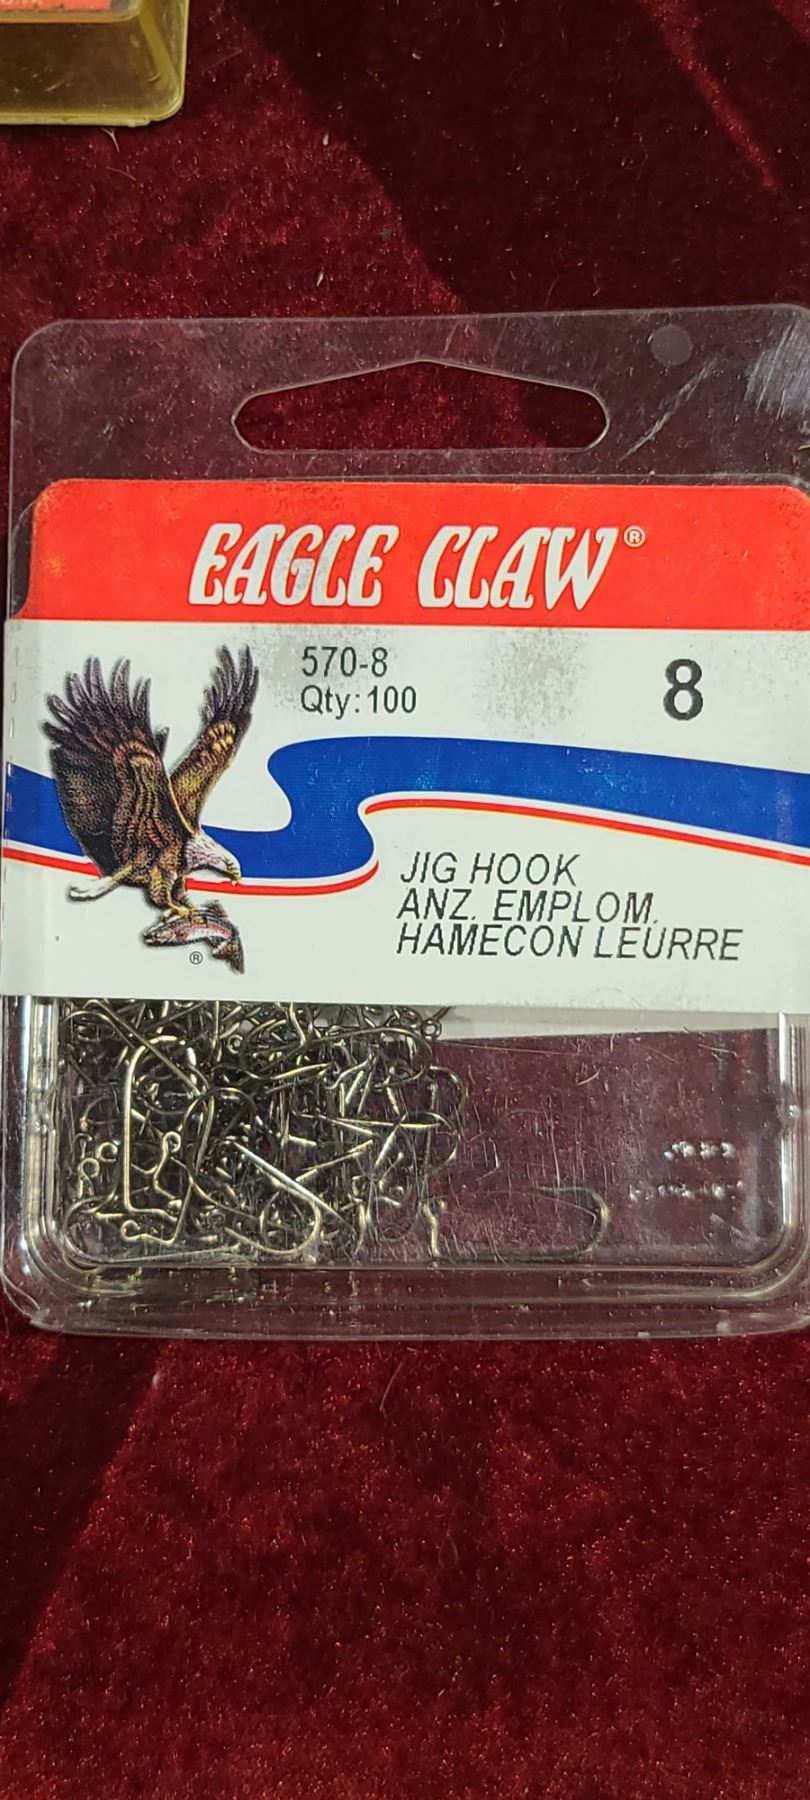 EAGLE CLAW®
570-8
Qty: 100
8
JIG HOOK
ANZ. EMPLOM.
HAMECON LEURRE
®